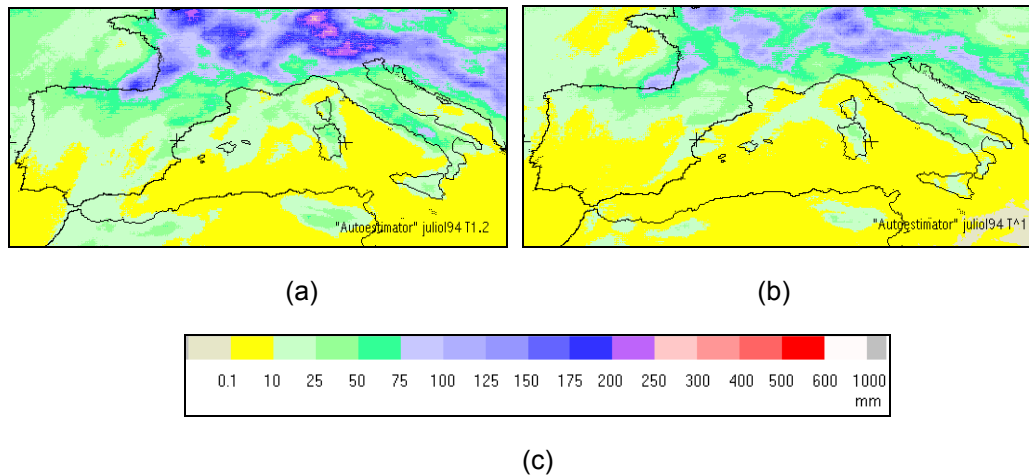 "Autoestimator" juliol94 T1.2
"Autoestimator" juliol94 T^1
(a)
(b)
0.1 10 25 50 75 100 125 150 175 200 250 300 400 500 600 1000
mm
(c)